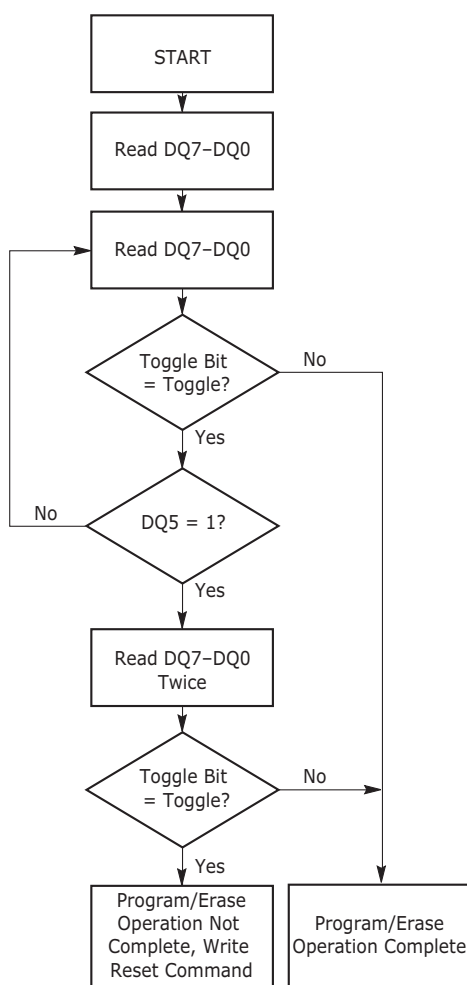 START
Read DQ7–DQ0
Read DQ7–DQ0
Toggle Bit
= Toggle?
No
Yes
No
DQ5 = 1?
Yes
Read DQ7–DQ0
Twice
Toggle Bit
= Toggle?
No
Yes
Program/Erase
Operation Not
Complete, Write
Reset Command
Program/Erase
Operation Complete